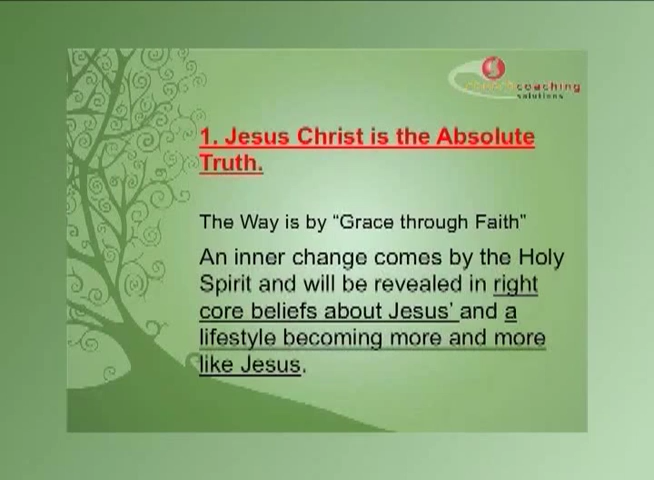 coaching
solutions
1. Jesus Christ is the Absolute
Truth.
The Way is by “Grace through Faith”
An inner change comes by the Holy
Spirit and will be revealed in right
core beliefs about Jesus’ and a
lifestyle becoming more and more
like Jesus.